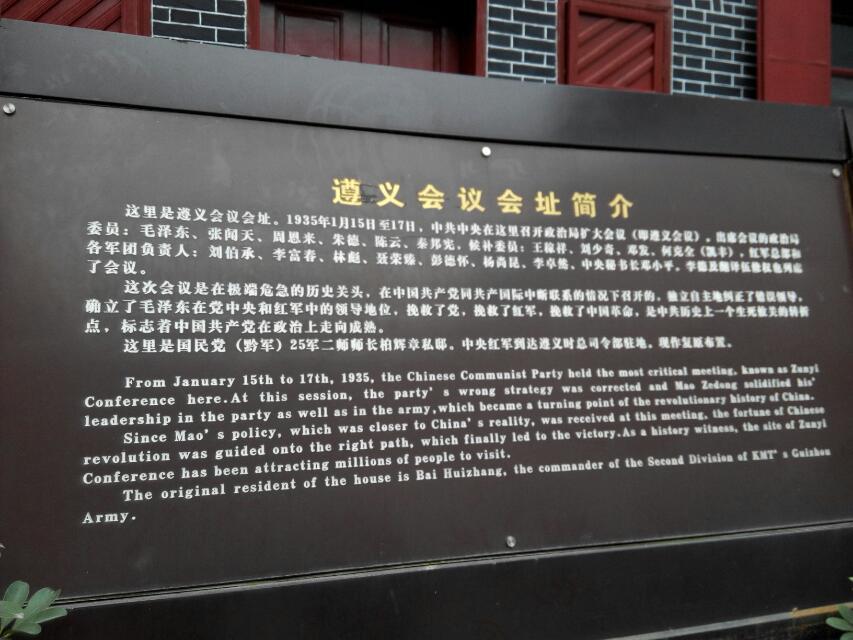 遵义会议会址简介
这里是遵义会议会址。1935年1月15日至17日，中共中央在这里召开政治局扩大会议（即遵义会议）。出席会议的政治局
委员：毛泽东、张闻天、周恩来、朱德、陈云、秦邦宪。候补委员：王稼祥、刘少奇、邓发、何克全（凯丰），红军总部和
各军团负责人：刘伯承、李富春、林彪、聂荣臻、彭德怀、杨尚昆、李卓然，中央秘书长邓小平，李德及翻译伍修权也列席
了会议。
这次会议是在极端危急的历史关头，在中国共产党同共产国际中断联系的情况下召开的。独立自主地纠正了错误领导，
确立了毛泽东在党中央和红军中的领导地位，挽救了党，挽救了红军，挽救了中国革命，是中共历史上一个生死攸关的转折
点，标志着中国共产党在政治上走向成熟。
这里是国民党（黔军）25军二师师长柏辉章私邸。中央红军到达遵义时总司令部驻地。现作复原布置。
From January 15th to 17th, 1935, the Chinese Communist Party held the most critical meeting, known as Zunyi
Conference here.At this session, the party's wrong strategy was corrected and Mao Zedong solidified his'
leadership in the party as well as in the army,which became a turning point of the revolutionary history of China.
Since Mao's policy, which was closer to China's reality, was received at this meeting, the fortune of Chinese
revolution was guided onto the right path, which finally led to the victory.As a history witness, the site of Zunyi
Conference has been attracting millions of people to visit.
The original resident of the house is Bai Huizhang, the commander of the Second Division of KMT's Guizhou
Army.